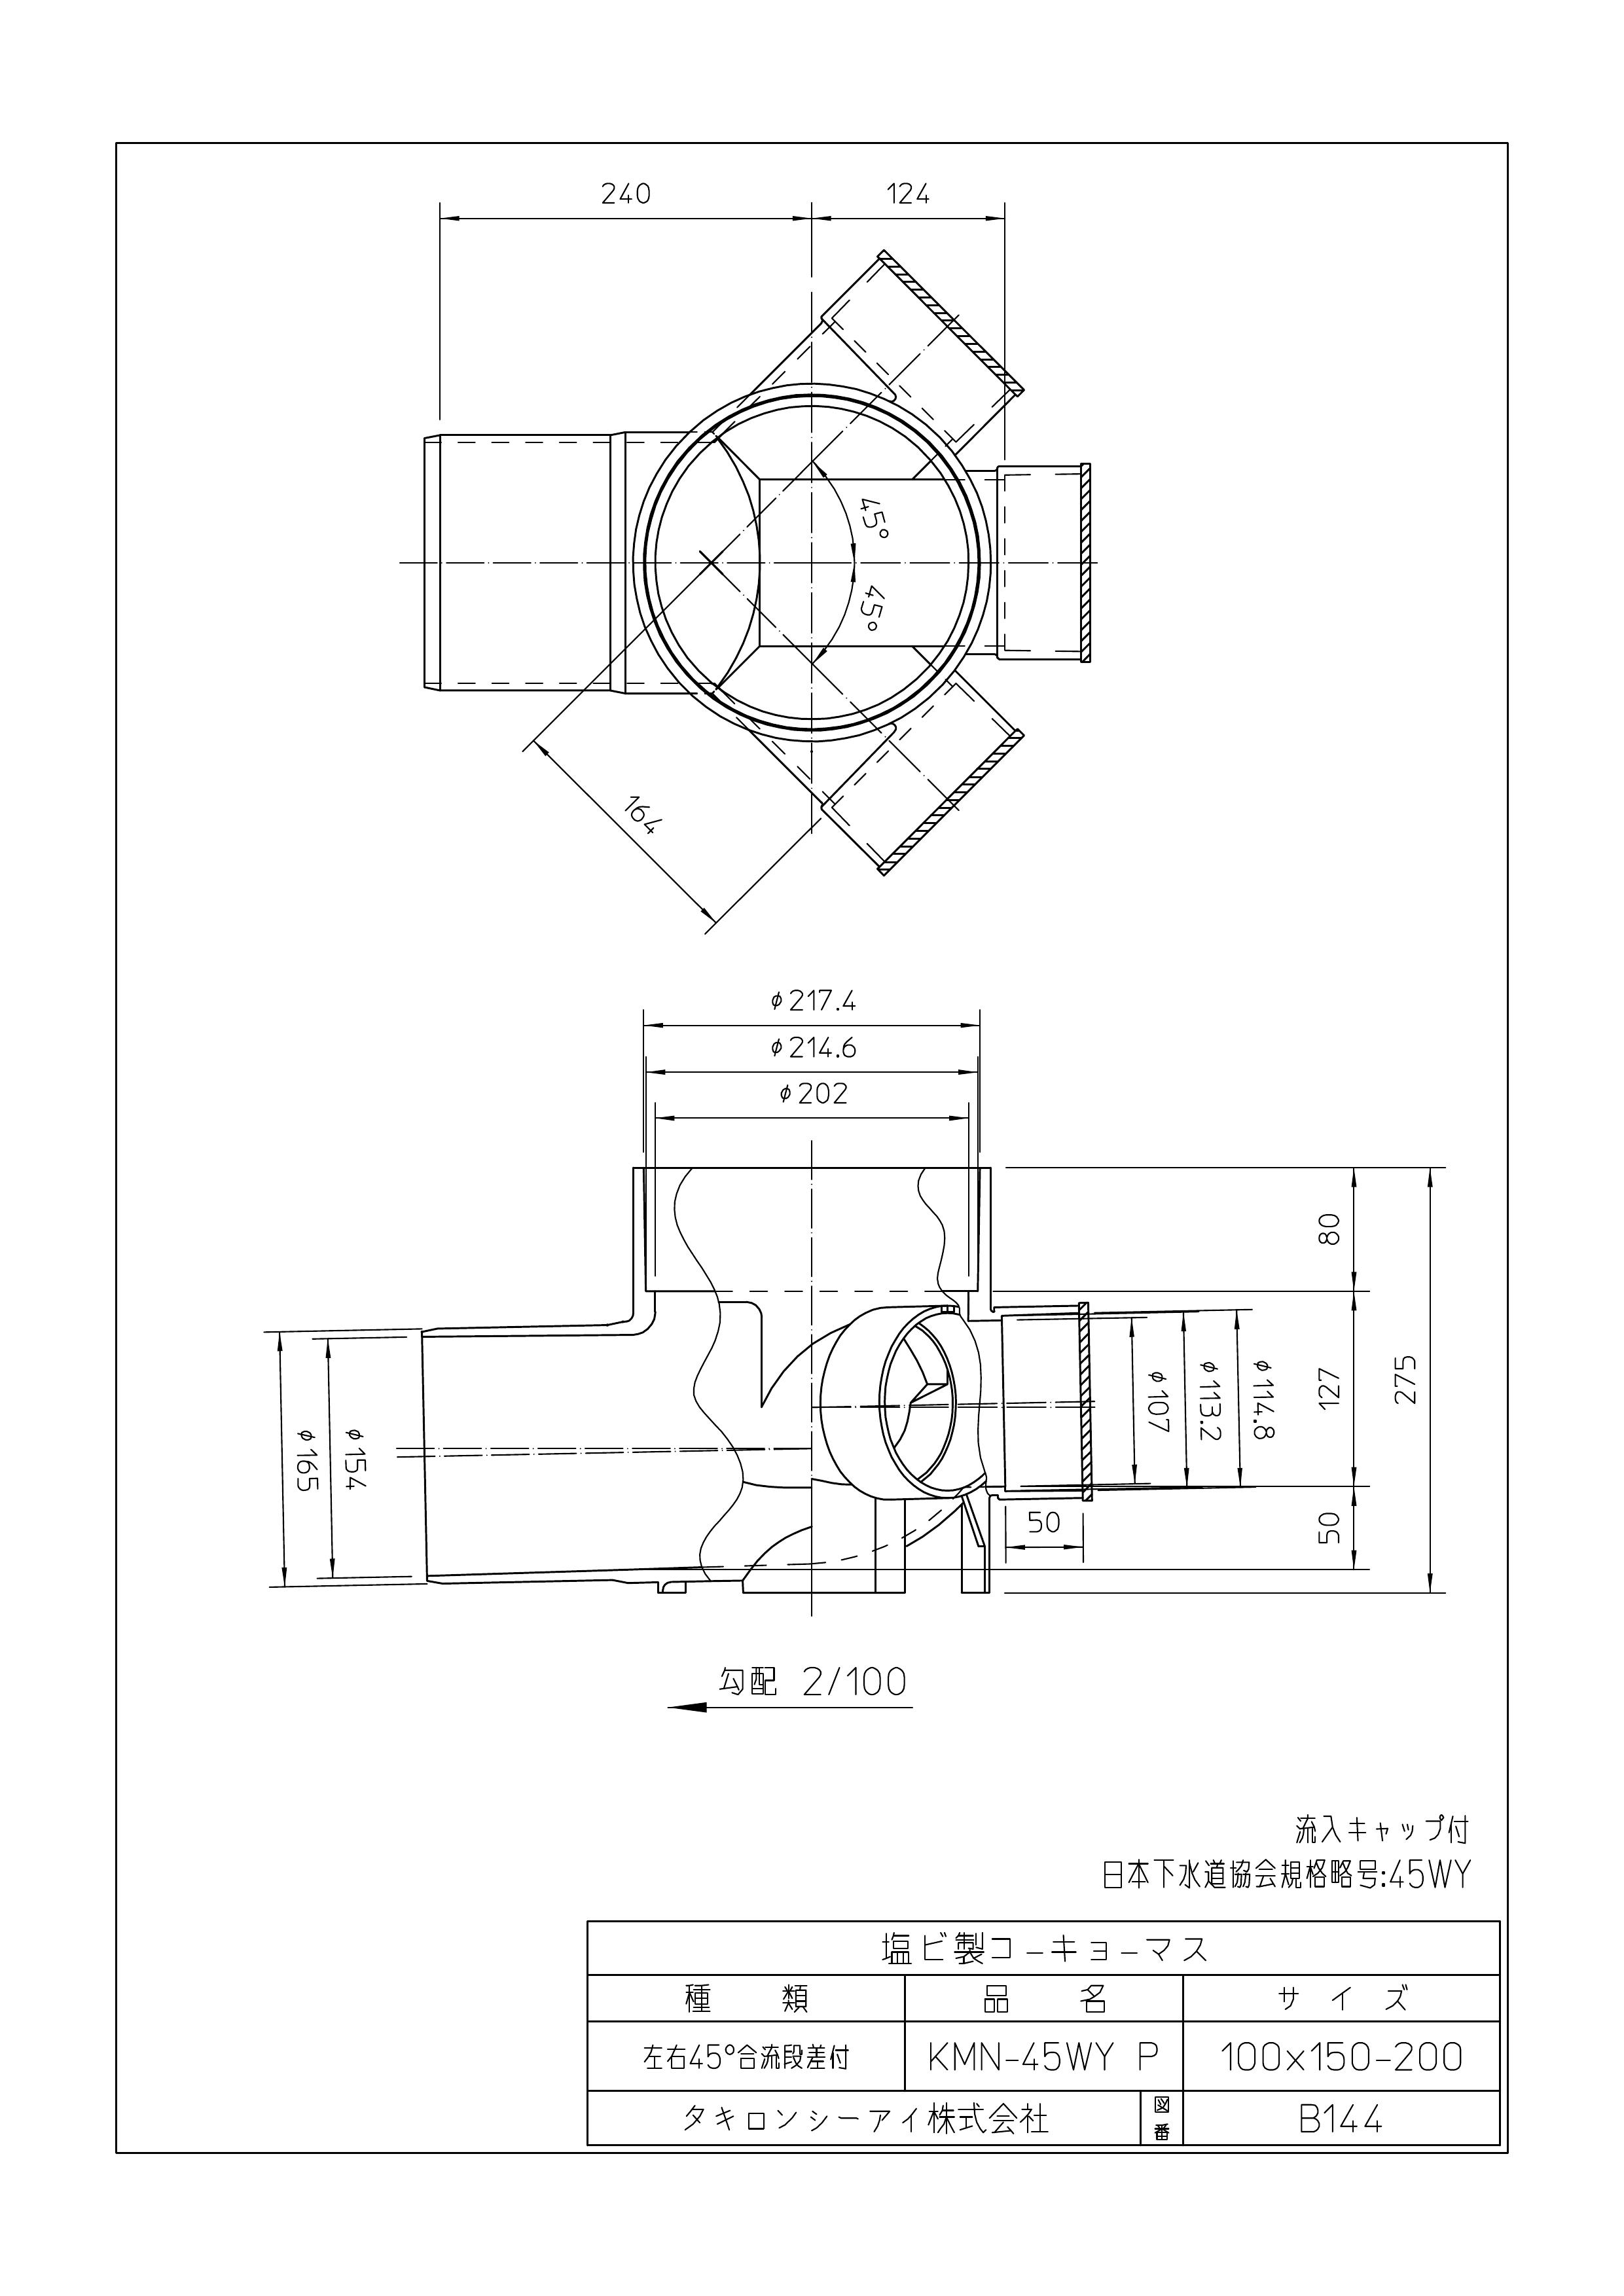 240
124
45°
45°
164
φ217.4
φ214.6
φ202
80
127
275
50
50
φ107
φ113.2
φ114.8
φ154
φ165
勾配 2/100
流入キャップ付
日本下水道協会規格略号:45WY
塩ビ製コーキョーマス
種 類 品 名 サ イ ズ
左右45°合流段差付 KMN-45WY P 100x150-200
タキロンシーアイ株式会社 図番 B144